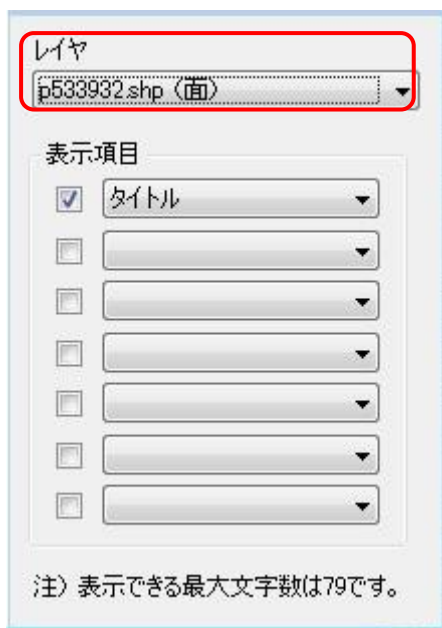 レイヤ
p533932.shp（面）
表示項目
タイトル
注）表示できる最大文字数は79です。